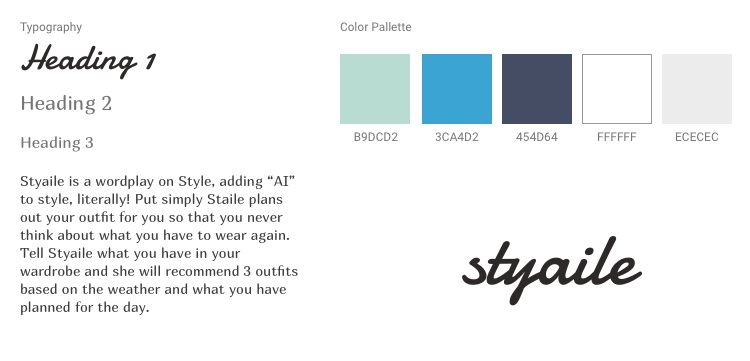 Typography
Heading 1
Heading 2
Heading 3
Styaile is a wordplay on Style, adding “AI”
to style, literally! Put simply Staile plans
out your outfit for you so that you never
think about what you have to wear again.
Tell Styaile what you have in your
wardrobe and she will recommend 3 outfits
based on the weather and what you have
planned for the day.
Color Pallette
B9DCD2 3CA4D2 454D64 FFFFFF ECECEC
styaile